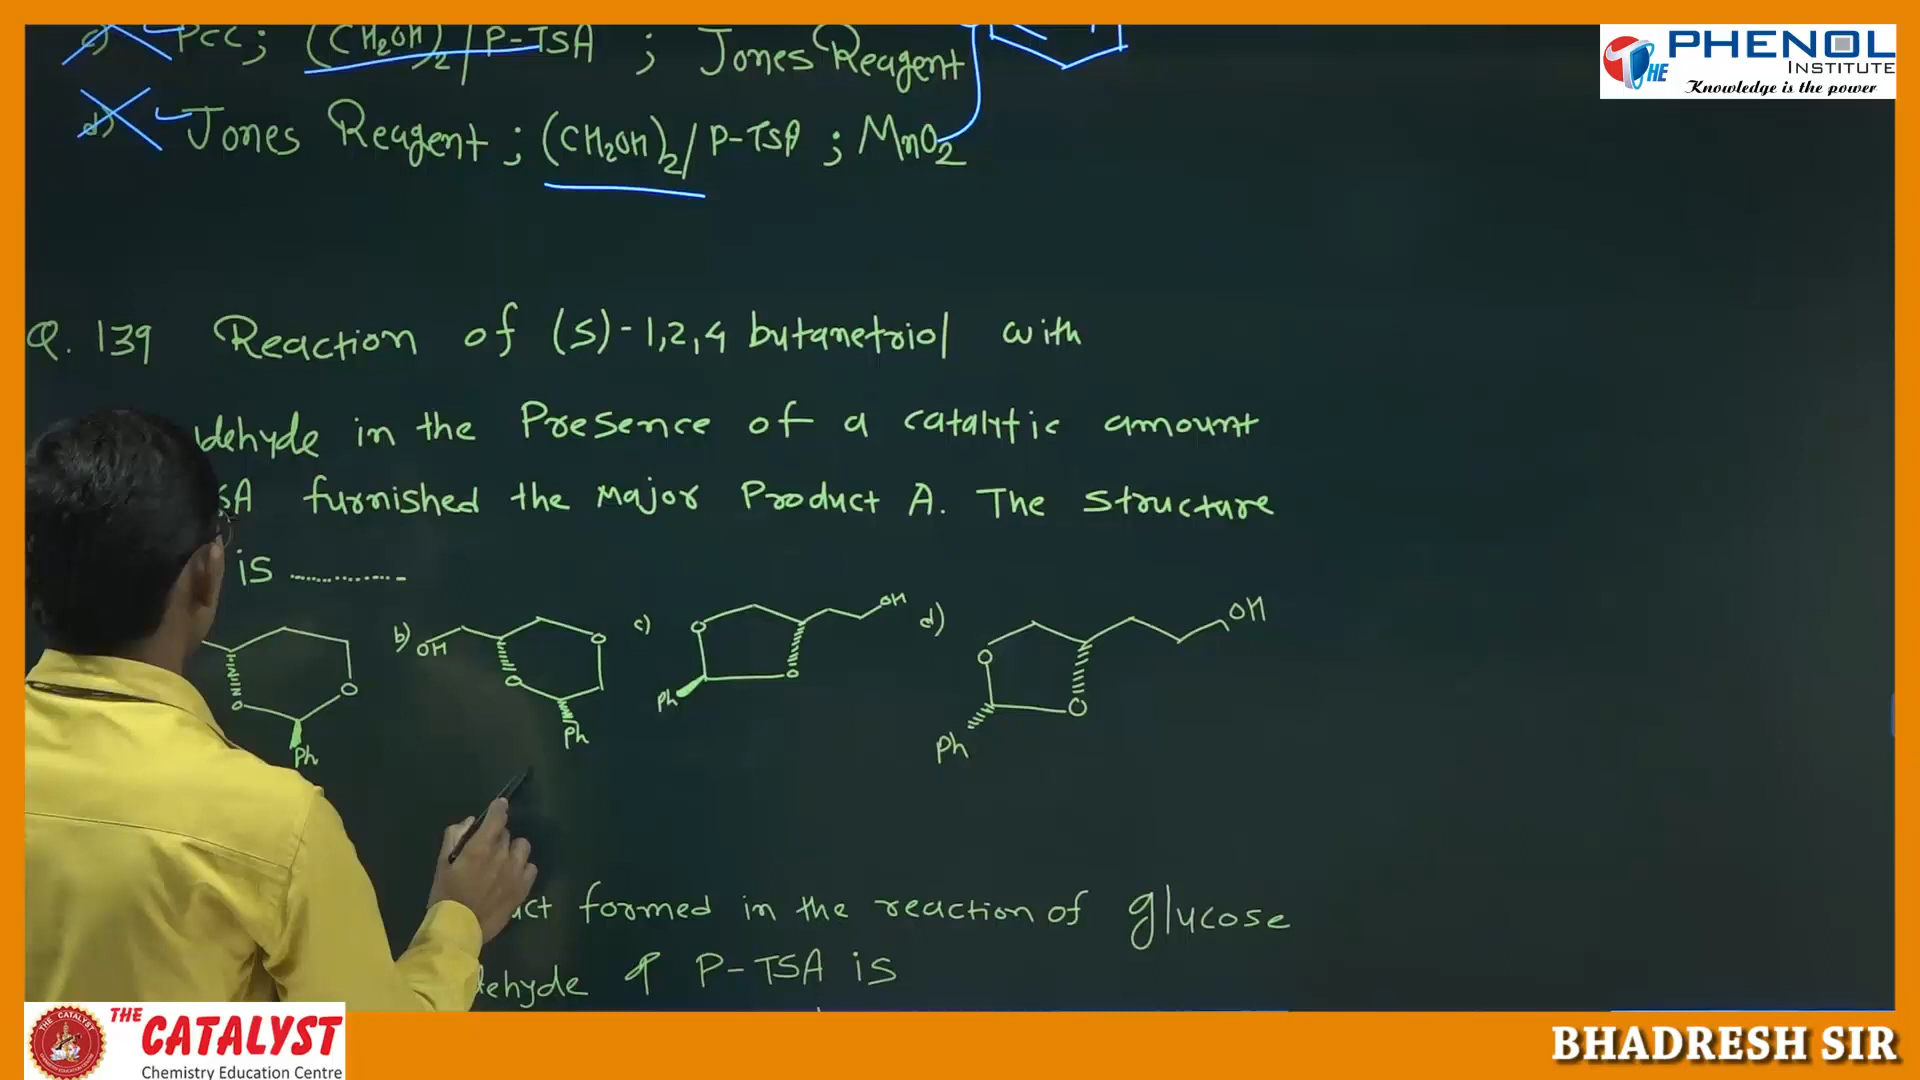 c) PCC ; (CH₂OH)₂ / P-TSA ; Jones Reagent
d) Jones Reagent ; (CH₂OH)₂ / P-TSA ; MnO₂
THE PHENOL
INSTITUTE
Knowledge is the power
Q. 139 Reaction of (S)-1,2,4 butanetriol with
dehyde in the Presence of a catalytic amount
SA furnished the Major Product A. The structure
is ..............
b) c) d)
OH O O Ph
O O Ph
O O Ph OH
O O Ph OH
uct formed in the reaction of glucose
dehyde & P-TSA is
THE CATALYST
Chemistry Education Centre
BHADRESH SIR